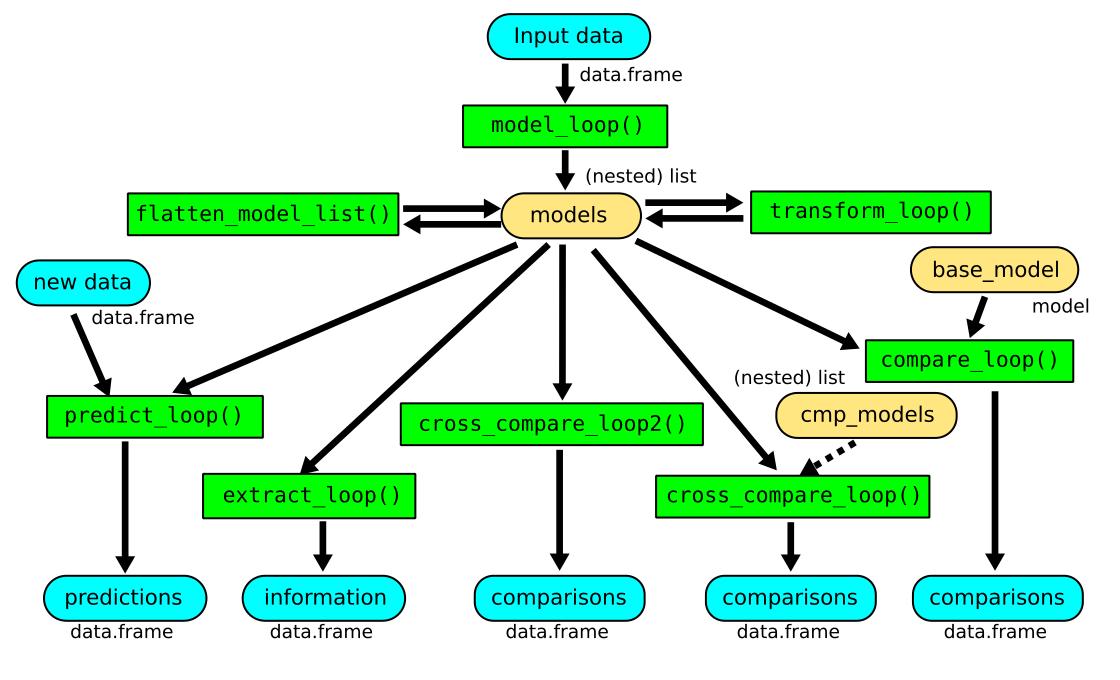 Input data
data.frame
model_loop()
(nested) list
flatten_model_list()
models
transform_loop()
new data
base_model
data.frame
model
compare_loop()
(nested) list
predict_loop()
cross_compare_loop2()
cmp_models
extract_loop()
cross_compare_loop()
predictions
information
comparisons
comparisons
comparisons
data.frame
data.frame
data.frame
data.frame
data.frame